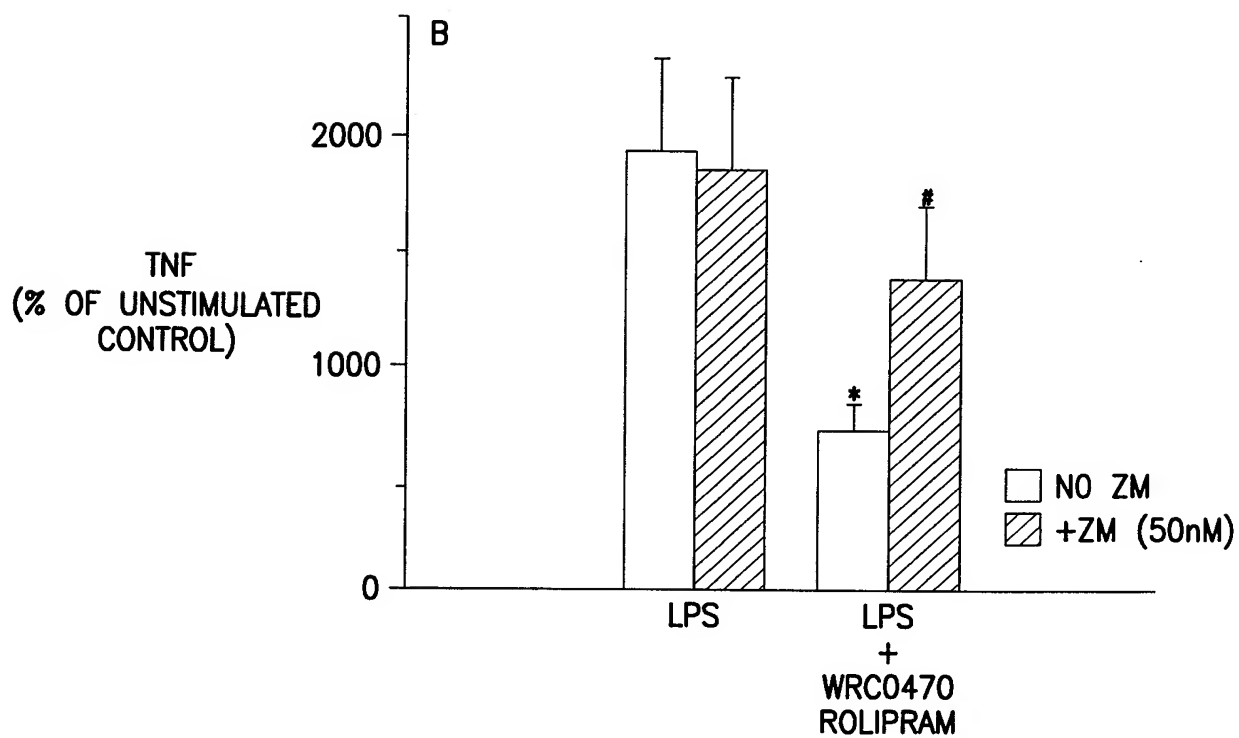 B
2000
1000
0
TNF
(% OF UNSTIMULATED
CONTROL)
*
#
NO ZM
+ZM (50nM)
LPS
LPS
+
WRC0470
ROLIPRAM